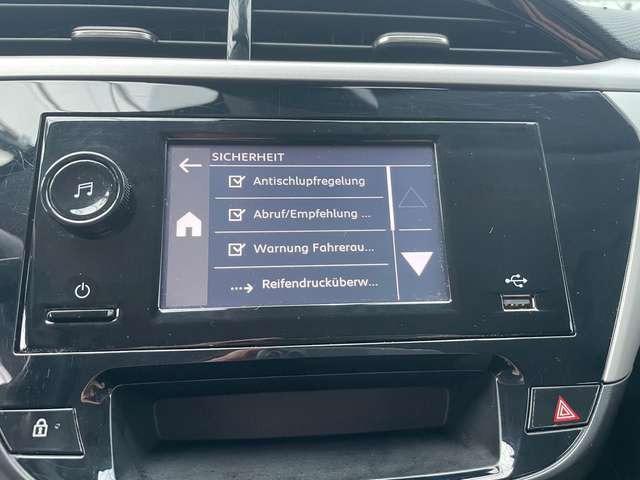 SICHERHEIT
Antischlupfregelung
Abruf/Empfehlung ...
Warnung Fahrerau...
Reifendrucküberw...